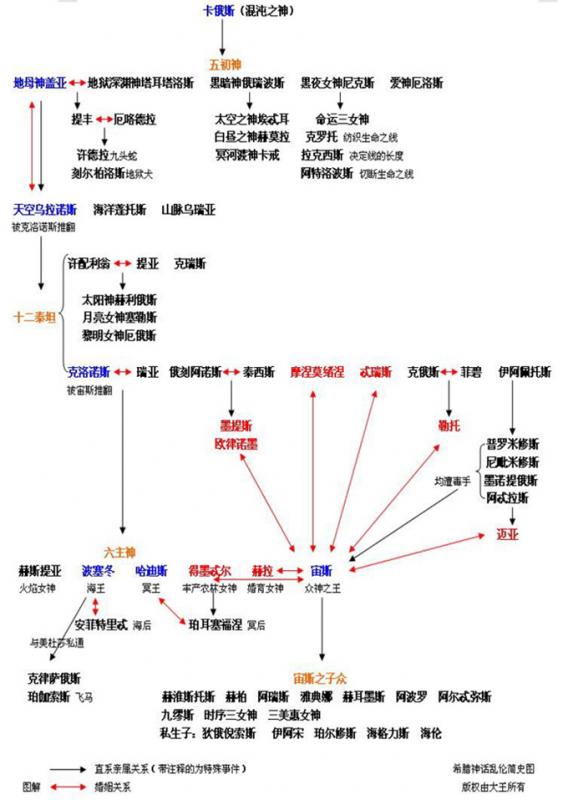 卡俄斯（混沌之神）
五初神
地母神盖亚 地狱深渊神塔耳塔洛斯 黑暗神俄瑞波斯 黑夜女神尼克斯 爱神厄洛斯
提丰 厄喀德拉 太空之神埃忒耳 命运三女神
白昼之神赫莫拉 克罗托 纺织生命之线
许德拉九头蛇 冥河渡神卡戎 拉克西斯 决定线的长度
刻尔柏洛斯地狱犬 阿特洛波斯 切断生命之线
天空乌拉诺斯 海洋蓬托斯 山脉乌瑞亚
被克洛诺斯推翻
许配利翁 提亚 克瑞斯
太阳神赫利俄斯
十二泰坦 月亮女神塞勒斯
黎明女神厄俄斯
克洛诺斯 瑞亚 俄刻阿诺斯 泰西斯 摩涅莫绪涅 忒瑞斯 克俄斯 菲碧 伊阿佩托斯
被宙斯推翻
墨提斯 勒托
欧律诺墨 普罗米修斯
尼毗米修斯
均遭毒手 墨诺提俄斯
阿忒拉斯
迈亚
六主神
赫斯提亚 波塞冬 哈迪斯 得墨忒尔 赫拉 宙斯
火焰女神 海王 冥王 丰产农林女神 婚育女神 众神之王
安菲特里忒 海后 珀耳塞福涅 冥后
与美杜莎私通
克律萨俄斯 宙斯之子众
珀伽索斯 飞马 赫淮斯托斯 赫柏 阿瑞斯 雅典娜 赫耳墨斯 阿波罗 阿尔忒弥斯
九缪斯 时序三女神 三美惠女神
私生子：狄俄倪索斯 伊阿宋 珀尔修斯 海格力斯 海伦
直系亲属关系（带注释的为特殊事件） 希腊神话乱伦简史图
图解 婚姻关系 版权由大王所有